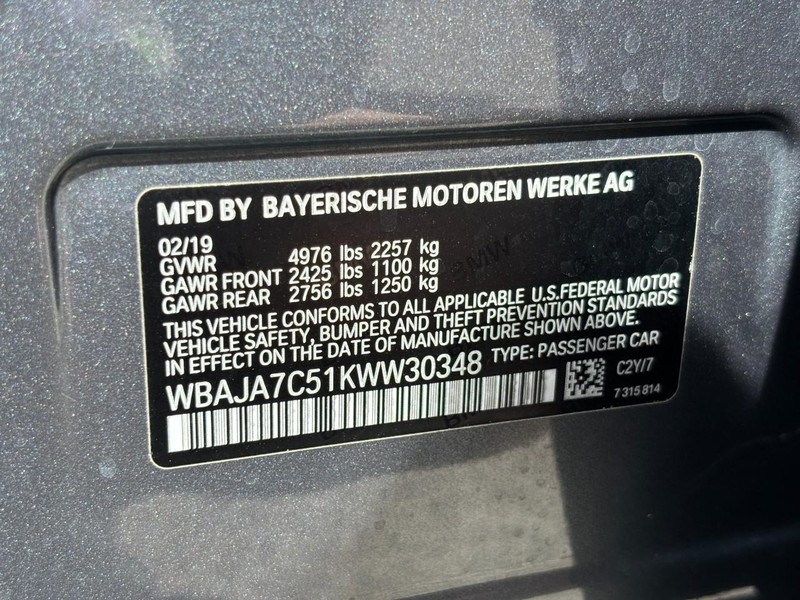 MFD BY BAYERISCHE MOTOREN WERKE AG
02/19
GVWR 4976 lbs 2257 kg
GAWR FRONT 2425 lbs 1100 kg
GAWR REAR 2756 lbs 1250 kg
THIS VEHICLE CONFORMS TO ALL APPLICABLE U.S.FEDERAL MOTOR
VEHICLE SAFETY, BUMPER AND THEFT PREVENTION STANDARDS
IN EFFECT ON THE DATE OF MANUFACTURE SHOWN ABOVE.
WBAJA7C51KWW30348 TYPE: PASSENGER CAR
C2Y/7
7 315 814